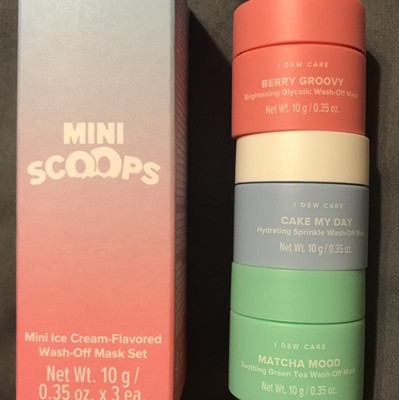 MINI
SCOOPS
Mini Ice Cream-Flavored
Wash-Off Mask Set
Net Wt. 10 g /
0.35 oz. x 3 ea
I DEW CARE
BERRY GROOVY
Brightening Glycolic Wash-Off Mask
Net Wt. 10 g / 0.35 oz.
I DEW CARE
CAKE MY DAY
Hydrating Sprinkle Wash-Off Mask
Net Wt. 10 g / 0.35 oz.
I DEW CARE
MATCHA MOOD
Soothing Green Tea Wash-Off Mask
Net Wt. 10 g / 0.35 oz.